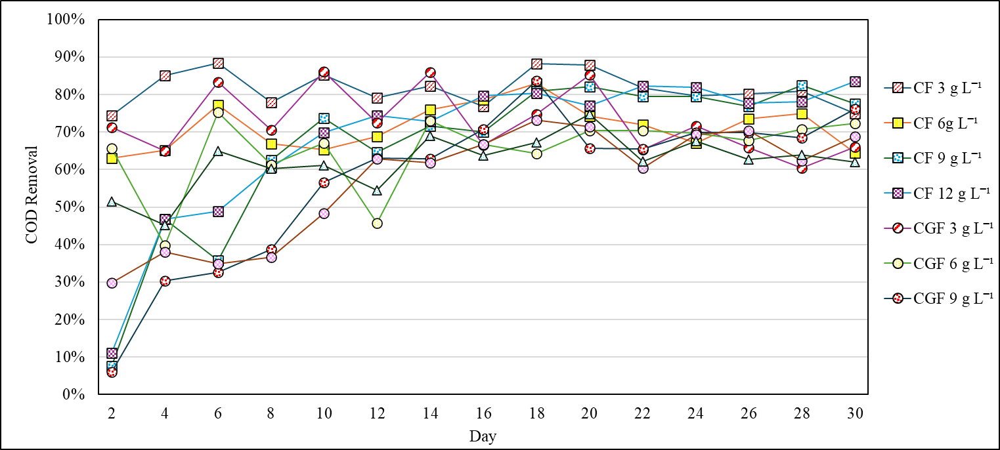 100%
90%
80%
70%
60%
50%
40%
30%
20%
10%
0%
COD Removal
2 4 6 8 10 12 14 16 18 20 22 24 26 28 30
Day
CF 3 g L⁻¹
CF 6g L⁻¹
CF 9 g L⁻¹
CF 12 g L⁻¹
CGF 3 g L⁻¹
CGF 6 g L⁻¹
CGF 9 g L⁻¹